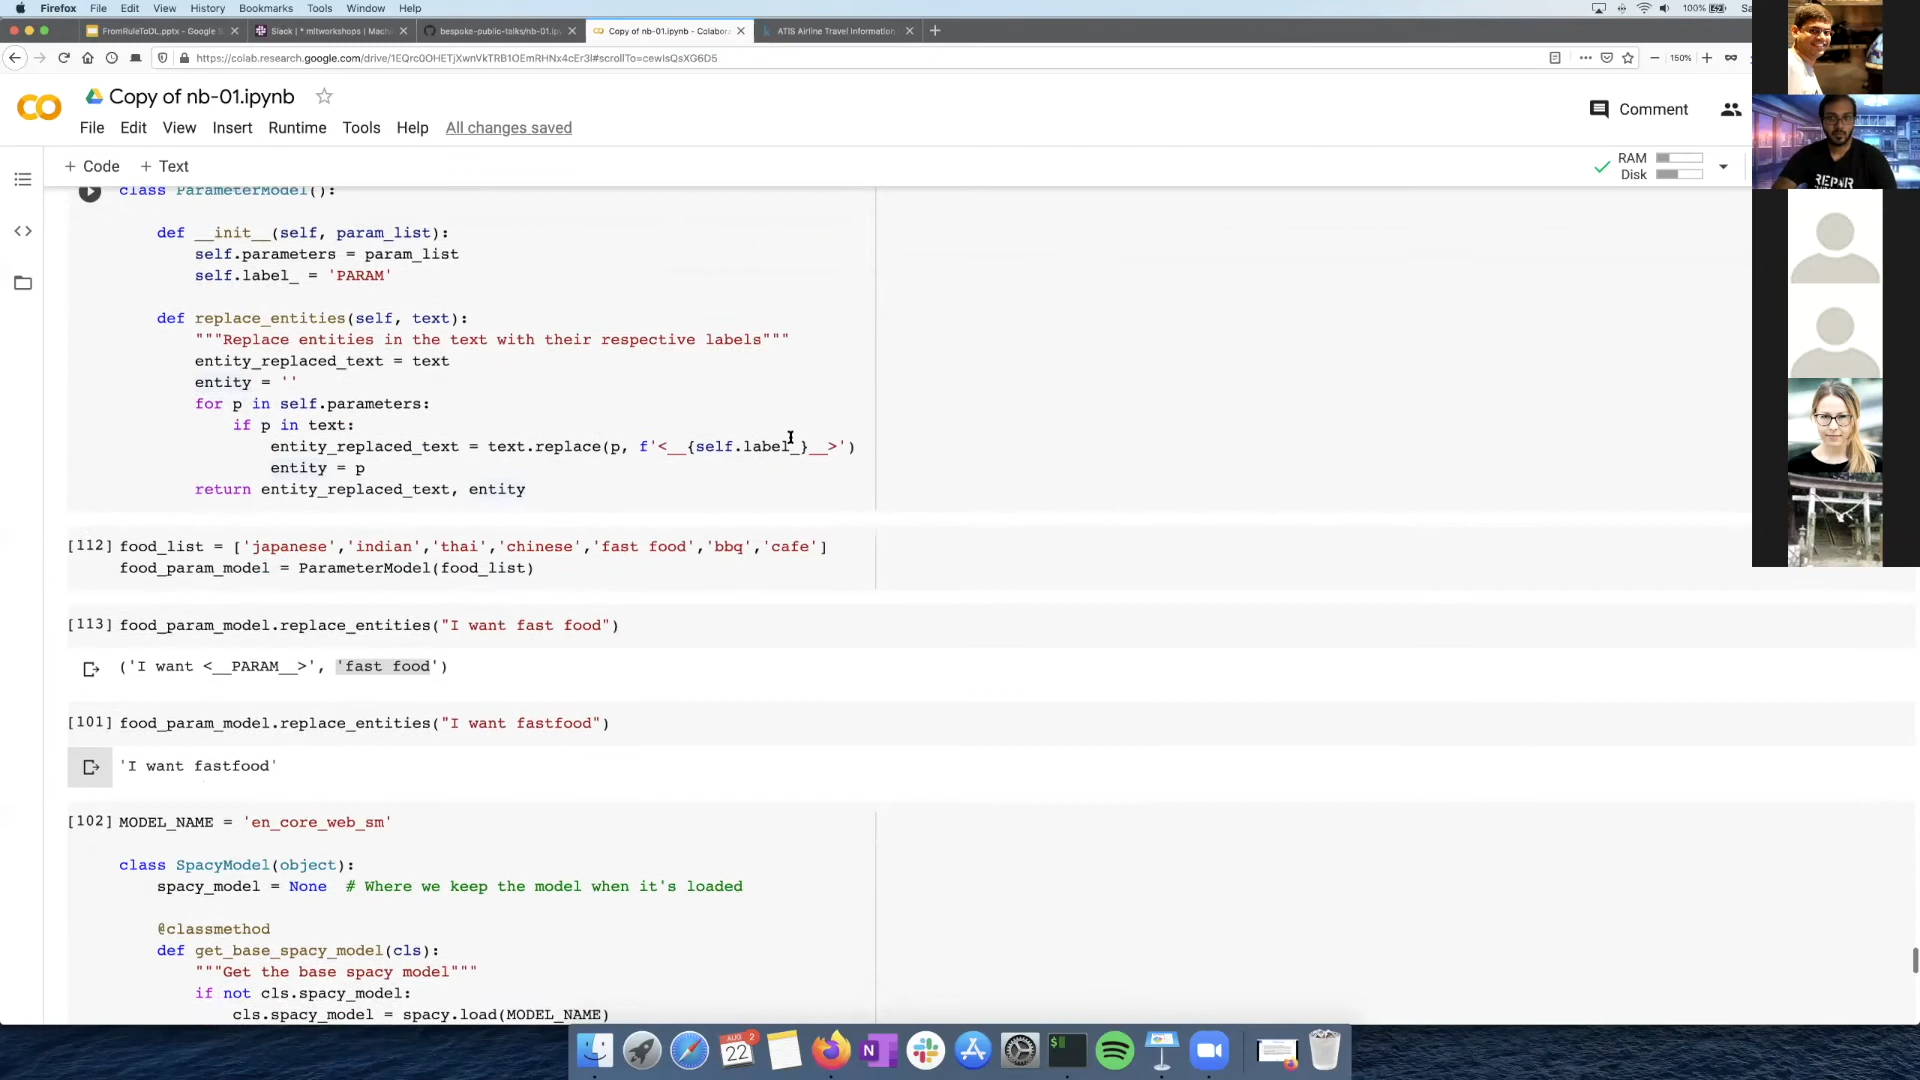 Firefox File Edit View History Bookmarks Tools Window Help 100%
FromRuleToDL.pptx - Google S
Slack | * mltworkshops | Mach
bespoke-public-talks/nb-01.ip
Copy of nb-01.ipynb - Colabor
ATIS Airline Travel Information
https://colab.research.google.com/drive/1EQrc0OHETjXwnVkTRB1OEmRHNx4cEr3l#scrollTo=cewIsQsXG6D5
150%
CO
Copy of nb-01.ipynb
Comment
File Edit View Insert Runtime Tools Help All changes saved
+ Code + Text
RAM
Disk
REPAIR
class ParameterModel():
def __init__(self, param_list):
self.parameters = param_list
self.label_ = 'PARAM'
def replace_entities(self, text):
"""Replace entities in the text with their respective labels"""
entity_replaced_text = text
entity = ''
for p in self.parameters:
if p in text:
entity_replaced_text = text.replace(p, f'<__{self.label_}__>')
entity = p
return entity_replaced_text, entity
[112] food_list = ['japanese','indian','thai','chinese','fast food','bbq','cafe']
food_param_model = ParameterModel(food_list)
[113] food_param_model.replace_entities("I want fast food")
('I want <__PARAM__>', 'fast food')
[101] food_param_model.replace_entities("I want fastfood")
'I want fastfood'
[102] MODEL_NAME = 'en_core_web_sm'
class SpacyModel(object):
spacy_model = None # Where we keep the model when it's loaded
@classmethod
def get_base_spacy_model(cls):
"""Get the base spacy model"""
if not cls.spacy_model:
cls.spacy_model = spacy.load(MODEL_NAME)
AUG 2
22